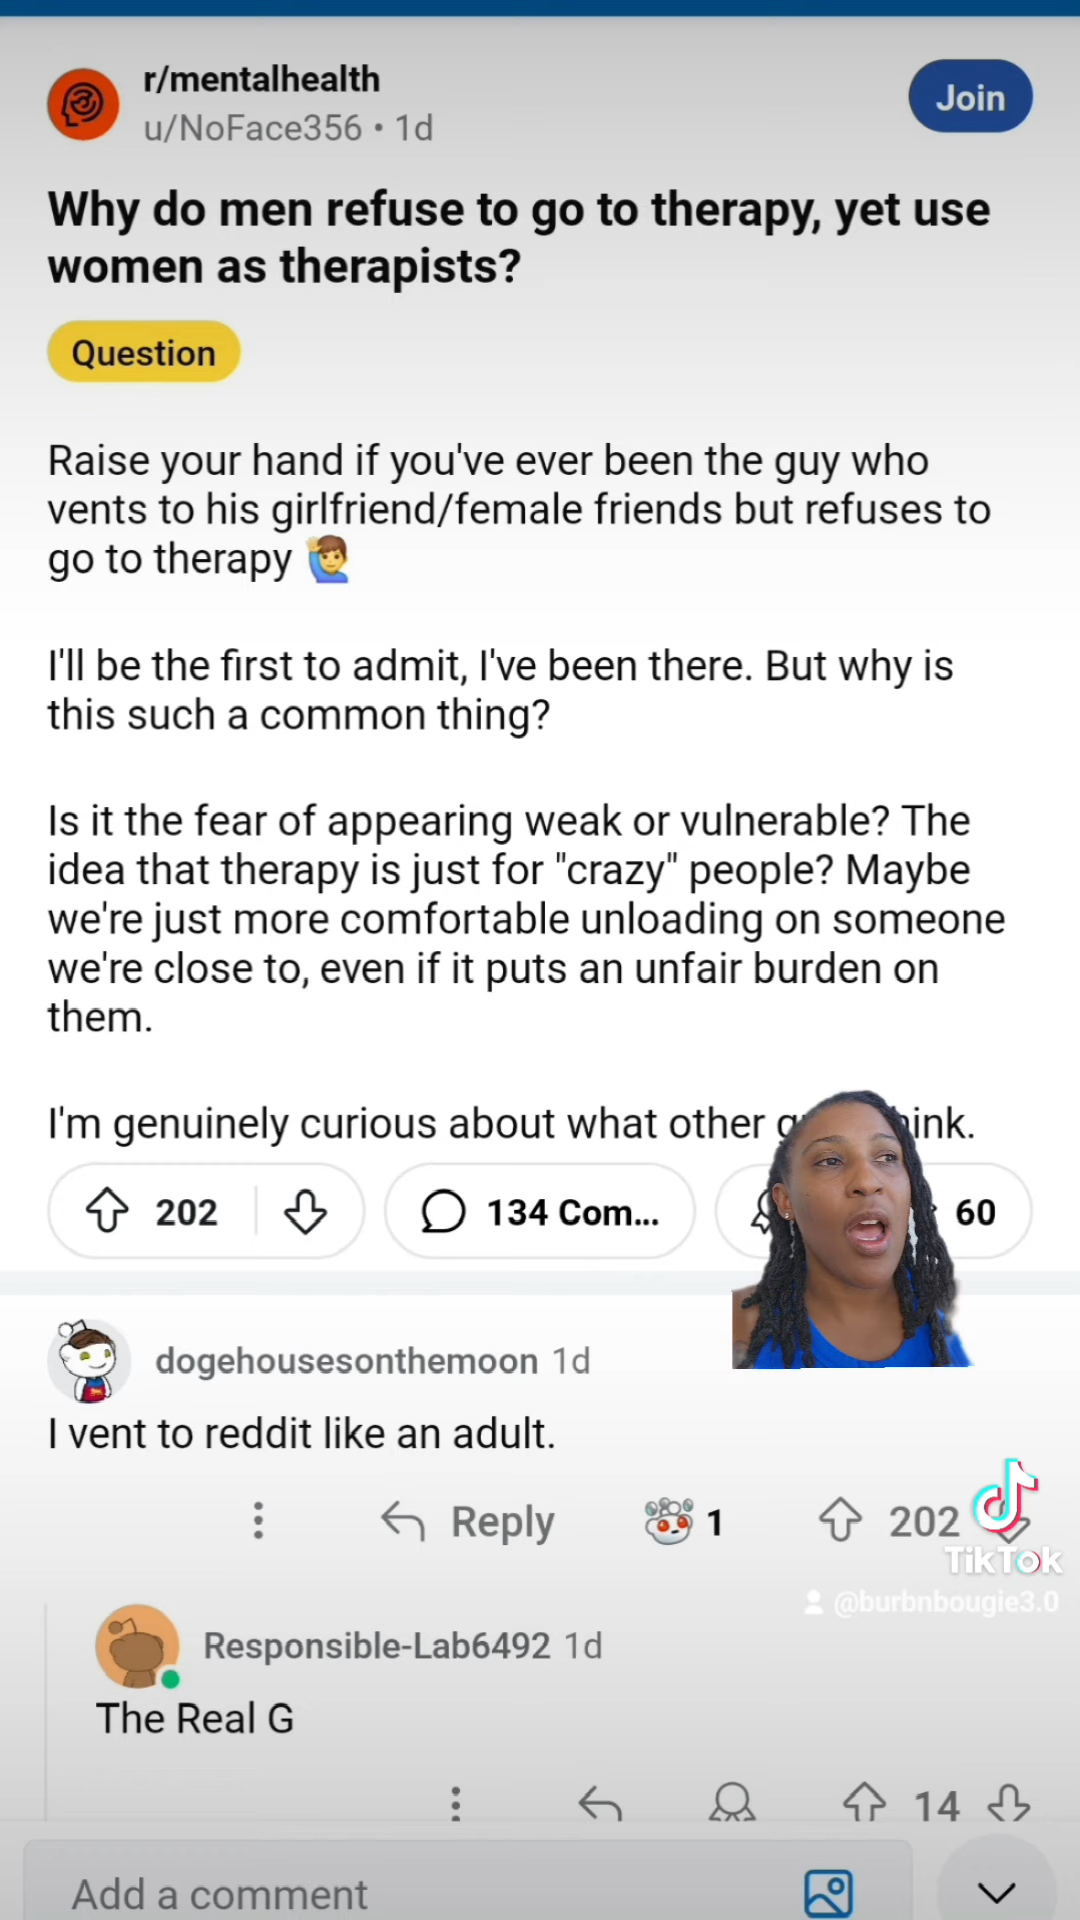 r/mentalhealth
u/NoFace356 • 1d
Join
Why do men refuse to go to therapy, yet use
women as therapists?
Question
Raise your hand if you've ever been the guy who
vents to his girlfriend/female friends but refuses to
go to therapy 🙋‍♂️
I'll be the first to admit, I've been there. But why is
this such a common thing?
Is it the fear of appearing weak or vulnerable? The
idea that therapy is just for "crazy" people? Maybe
we're just more comfortable unloading on someone
we're close to, even if it puts an unfair burden on
them.
I'm genuinely curious about what other
202
134 Com...
60
dogehousesonthemoon 1d
I vent to reddit like an adult.
Reply
1
202
TikTok
@burbnbougie3.0
Responsible-Lab6492 1d
The Real G
14
Add a comment